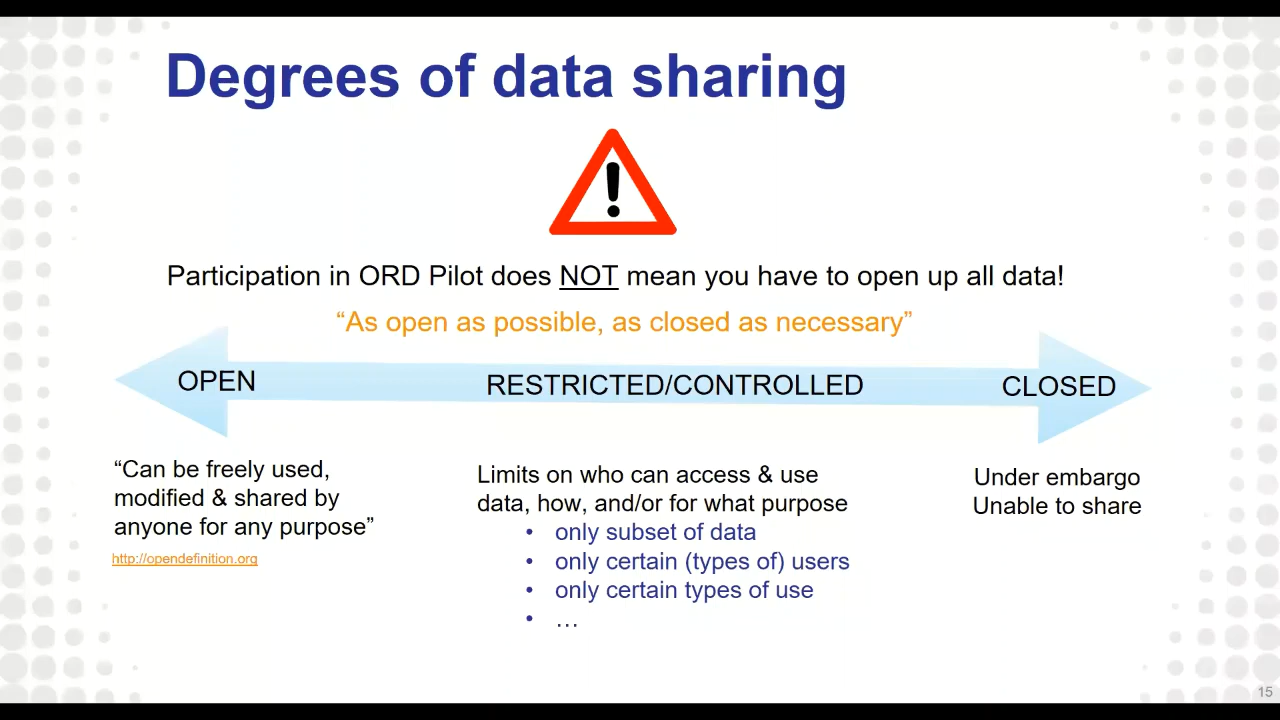 Degrees of data sharing
Participation in ORD Pilot does NOT mean you have to open up all data!
“As open as possible, as closed as necessary”
OPEN
RESTRICTED/CONTROLLED
CLOSED
“Can be freely used,
modified & shared by
anyone for any purpose”
http://opendefinition.org
Limits on who can access & use
data, how, and/or for what purpose
• only subset of data
• only certain (types of) users
• only certain types of use
• …
Under embargo
Unable to share
15